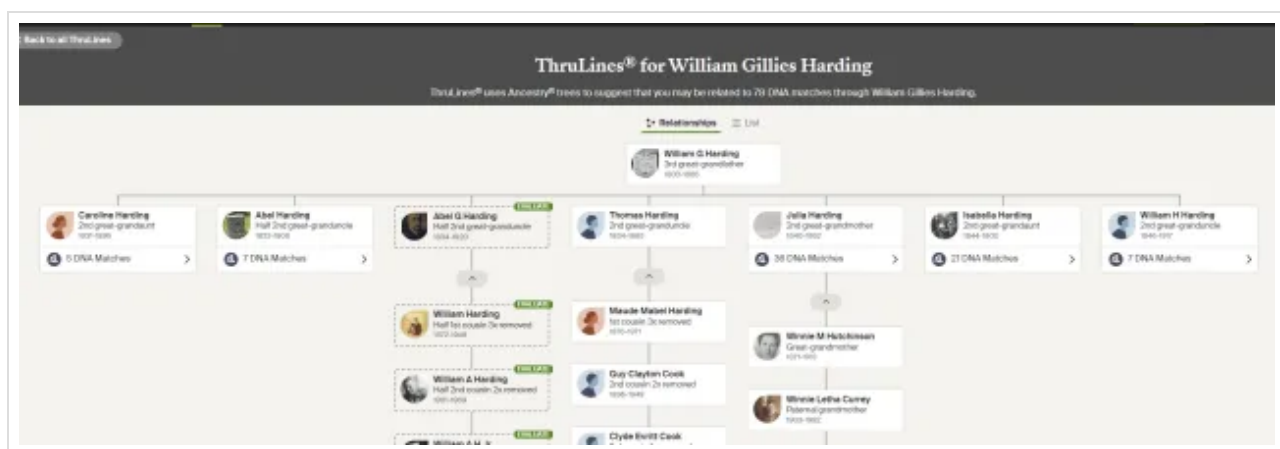 Back to all ThruLines
ThruLines® for William Gillies Harding
ThruLines® uses Ancestry® trees to suggest that you may be related to 79 DNA matches through William Gillies Harding.
Relationships List
William G Harding
3rd great-grandfather
Caroline Harding
2nd great-grandaunt
5 DNA Matches
Abel Harding
Half 2nd great-granduncle
7 DNA Matches
EVALUATE
Abel G Harding
Half 2nd great-granduncle
Thomas Harding
2nd great-granduncle
Julia Harding
2nd great-grandmother
36 DNA Matches
Isabella Harding
2nd great-grandaunt
21 DNA Matches
William H Harding
2nd great-granduncle
7 DNA Matches
EVALUATE
William Harding
Half 1st cousin 3x removed
Maude Mabel Harding
1st cousin 3x removed
Winnie M Hutchinson
Great-grandmother
EVALUATE
William A Harding
Half 2nd cousin 2x removed
Guy Clayton Cook
2nd cousin 2x removed
Winnie Letha Currey
Paternal grandmother
EVALUATE
Clyde Evritt Cook